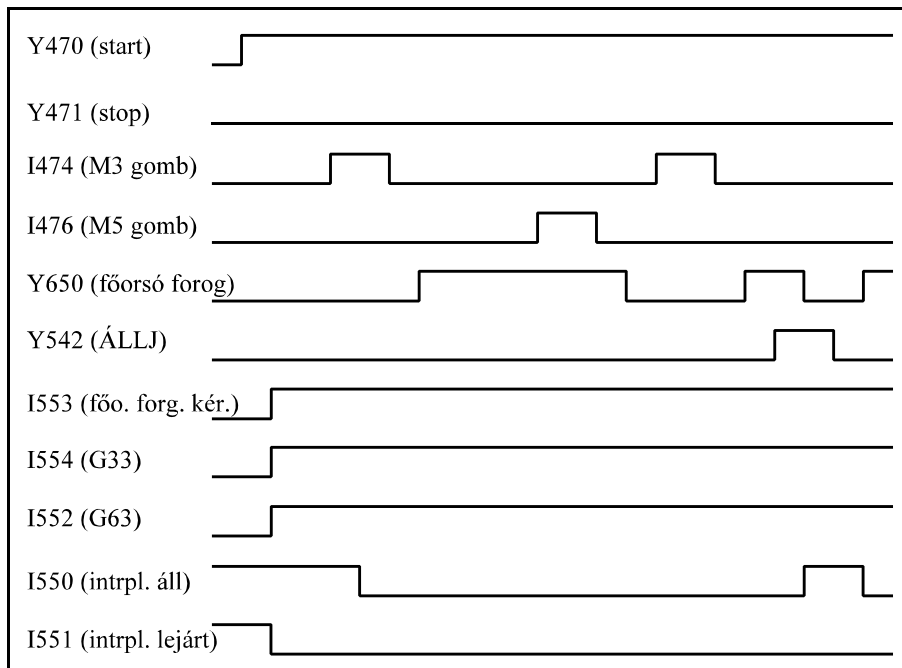 Y470 (start)
Y471 (stop)
I474 (M3 gomb)
I476 (M5 gomb)
Y650 (főorsó forog)
Y542 (ÁLLJ)
I553 (főo. forg. kér.)
I554 (G33)
I552 (G63)
I550 (intrpl. áll)
I551 (intrpl. lejárt)